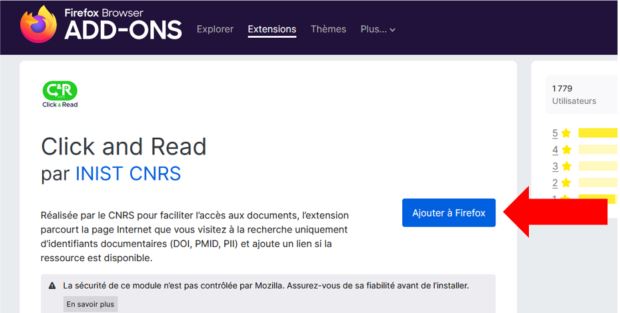 Firefox Browser
ADD-ONS
Explorer Extensions Thèmes Plus...
C&R
Click & Read
Click and Read
par INIST CNRS
Réalisée par le CNRS pour faciliter l'accès aux documents, l'extension
parcourt la page Internet que vous visitez à la recherche uniquement
d'identifiants documentaires (DOI, PMID, PII) et ajoute un lien si la
ressource est disponible.
Ajouter à Firefox
La sécurité de ce module n'est pas contrôlée par Mozilla. Assurez-vous de sa fiabilité avant de l'installer.
En savoir plus
1 779
Utilisateurs
5
4
3
2
1